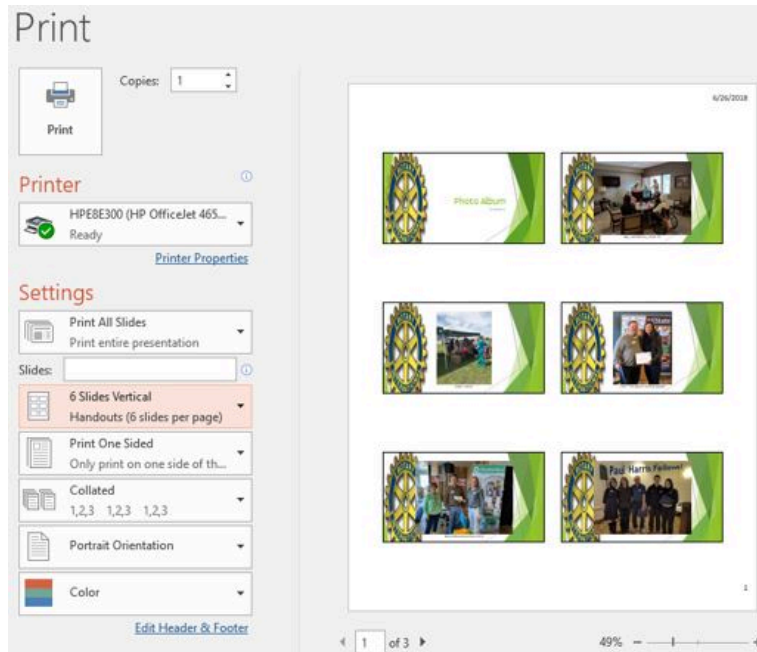 Print
Copies: 1
Print
Printer
HPE8E300 (HP OfficeJet 465...
Ready
Printer Properties
Settings
Print All Slides
Print entire presentation
Slides:
6 Slides Vertical
Handouts (6 slides per page)
Print One Sided
Only print on one side of th...
Collated
1,2,3 1,2,3 1,2,3
Portrait Orientation
Color
Edit Header & Footer
6/26/2018
Photo Album
Paul Harris Fellows!
1
1 of 3
49%